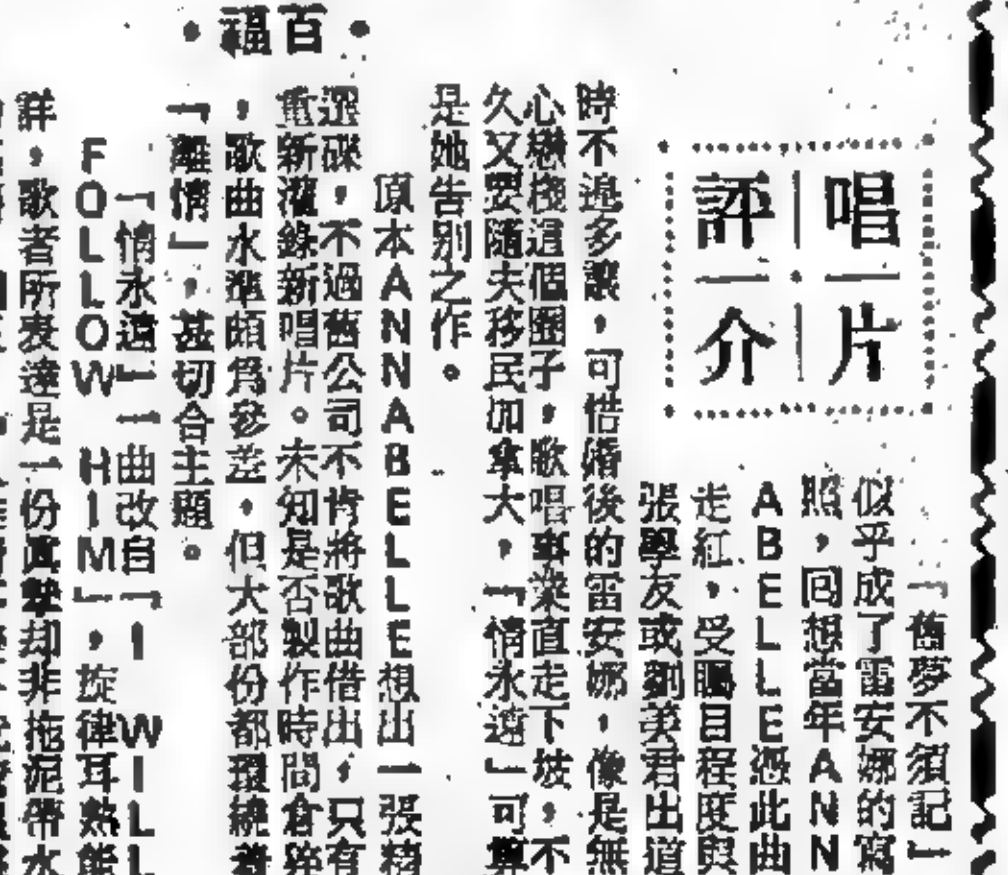 唱片
評介
「舊夢不須記」
似乎成了雷安娜的寫
照，回想當年ANN
ABELLE憑此曲
走紅，受矚目程度與
張學友或劉美君出道
時不遑多讓，可惜婚後的雷安娜，像是無
心戀棧這個圈子，歌唱事業直走下坡，不
久又要隨夫移民加拿大，「情永遠」可算
是她告別之作。
原本ANNABELLE想出一張精
選碟，不過舊公司不肯將歌曲借出，只有
重新灌錄新唱片。未知是否製作時間倉猝
，歌曲水準頗爲參差，但大部份都環繞着
「離情」，甚切合主題。
「情永遠」一曲改自「I WILL
FOLLOW HIM」，旋律耳熟能
詳，歌者所表達是一份眞摯却非拖泥帶水
•百福•